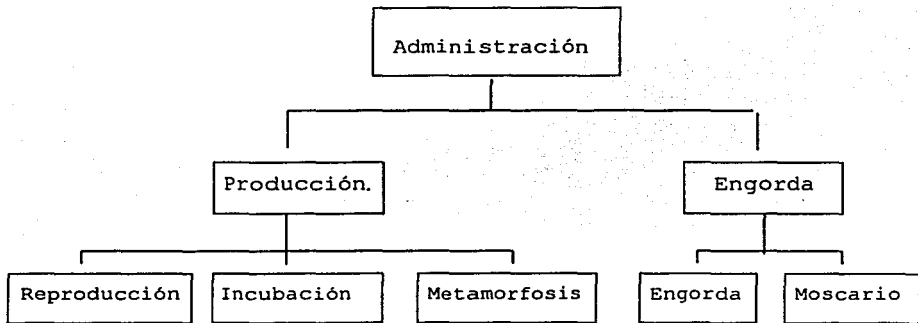 Administración
Producción.
Engorda
Reproducción
Incubación
Metamorfosis
Engorda
Moscario